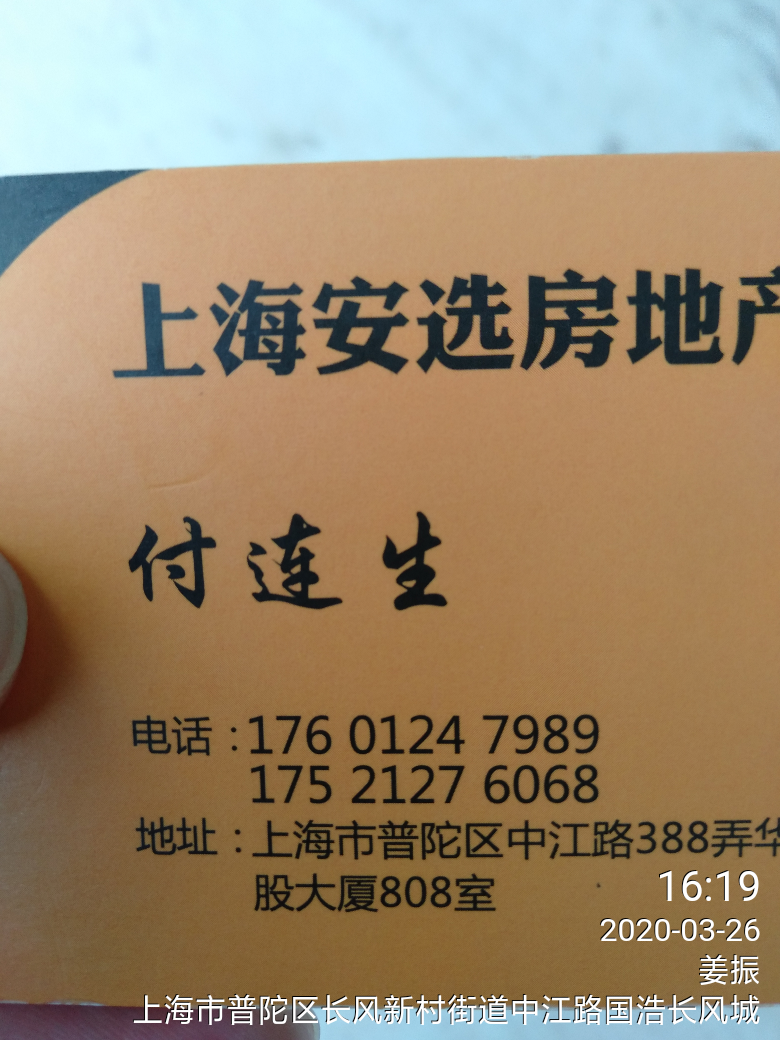 上海安选房地产
付连生
电话：176 0124 7989
175 2127 6068
地址：上海市普陀区中江路388弄华
股大厦808室
16:19
2020-03-26
姜振
上海市普陀区长风新村街道中江路国浩长风城